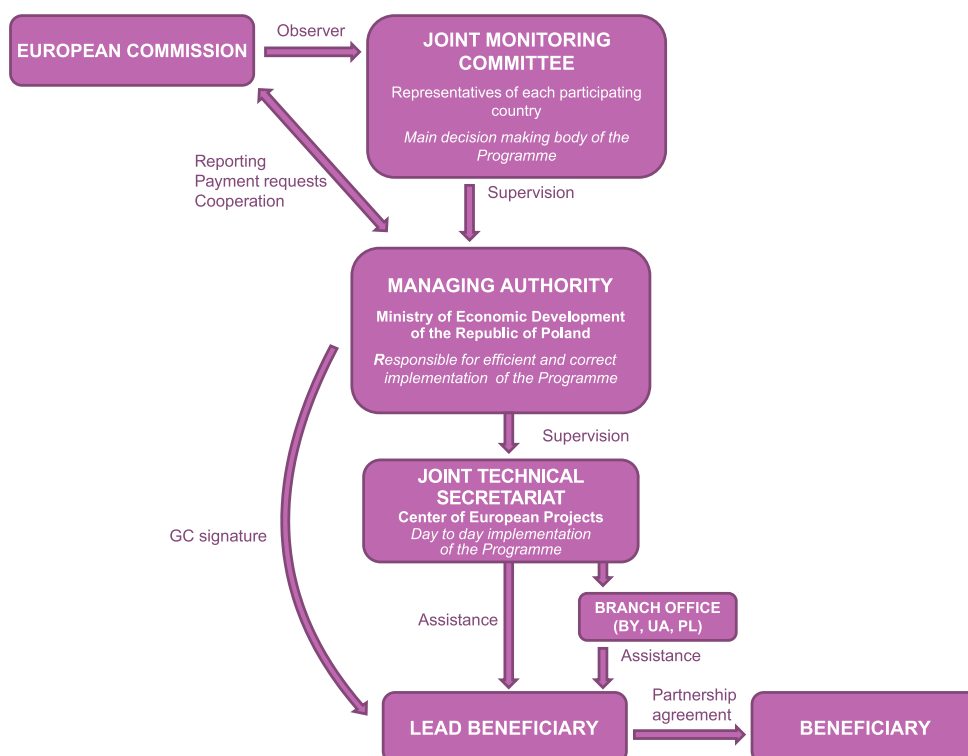 EUROPEAN COMMISSION
Observer
JOINT MONITORING
COMMITTEE
Representatives of each participating
country
Main decision making body of the
Programme
Reporting
Payment requests
Cooperation
Supervision
MANAGING AUTHORITY
Ministry of Economic Development
of the Republic of Poland
Responsible for efficient and correct
implementation of the Programme
Supervision
JOINT TECHNICAL
SECRETARIAT
Center of European Projects
Day to day implementation
of the Programme
GC signature
Assistance
BRANCH OFFICE
(BY, UA, PL)
Assistance
LEAD BENEFICIARY
Partnership
agreement
BENEFICIARY